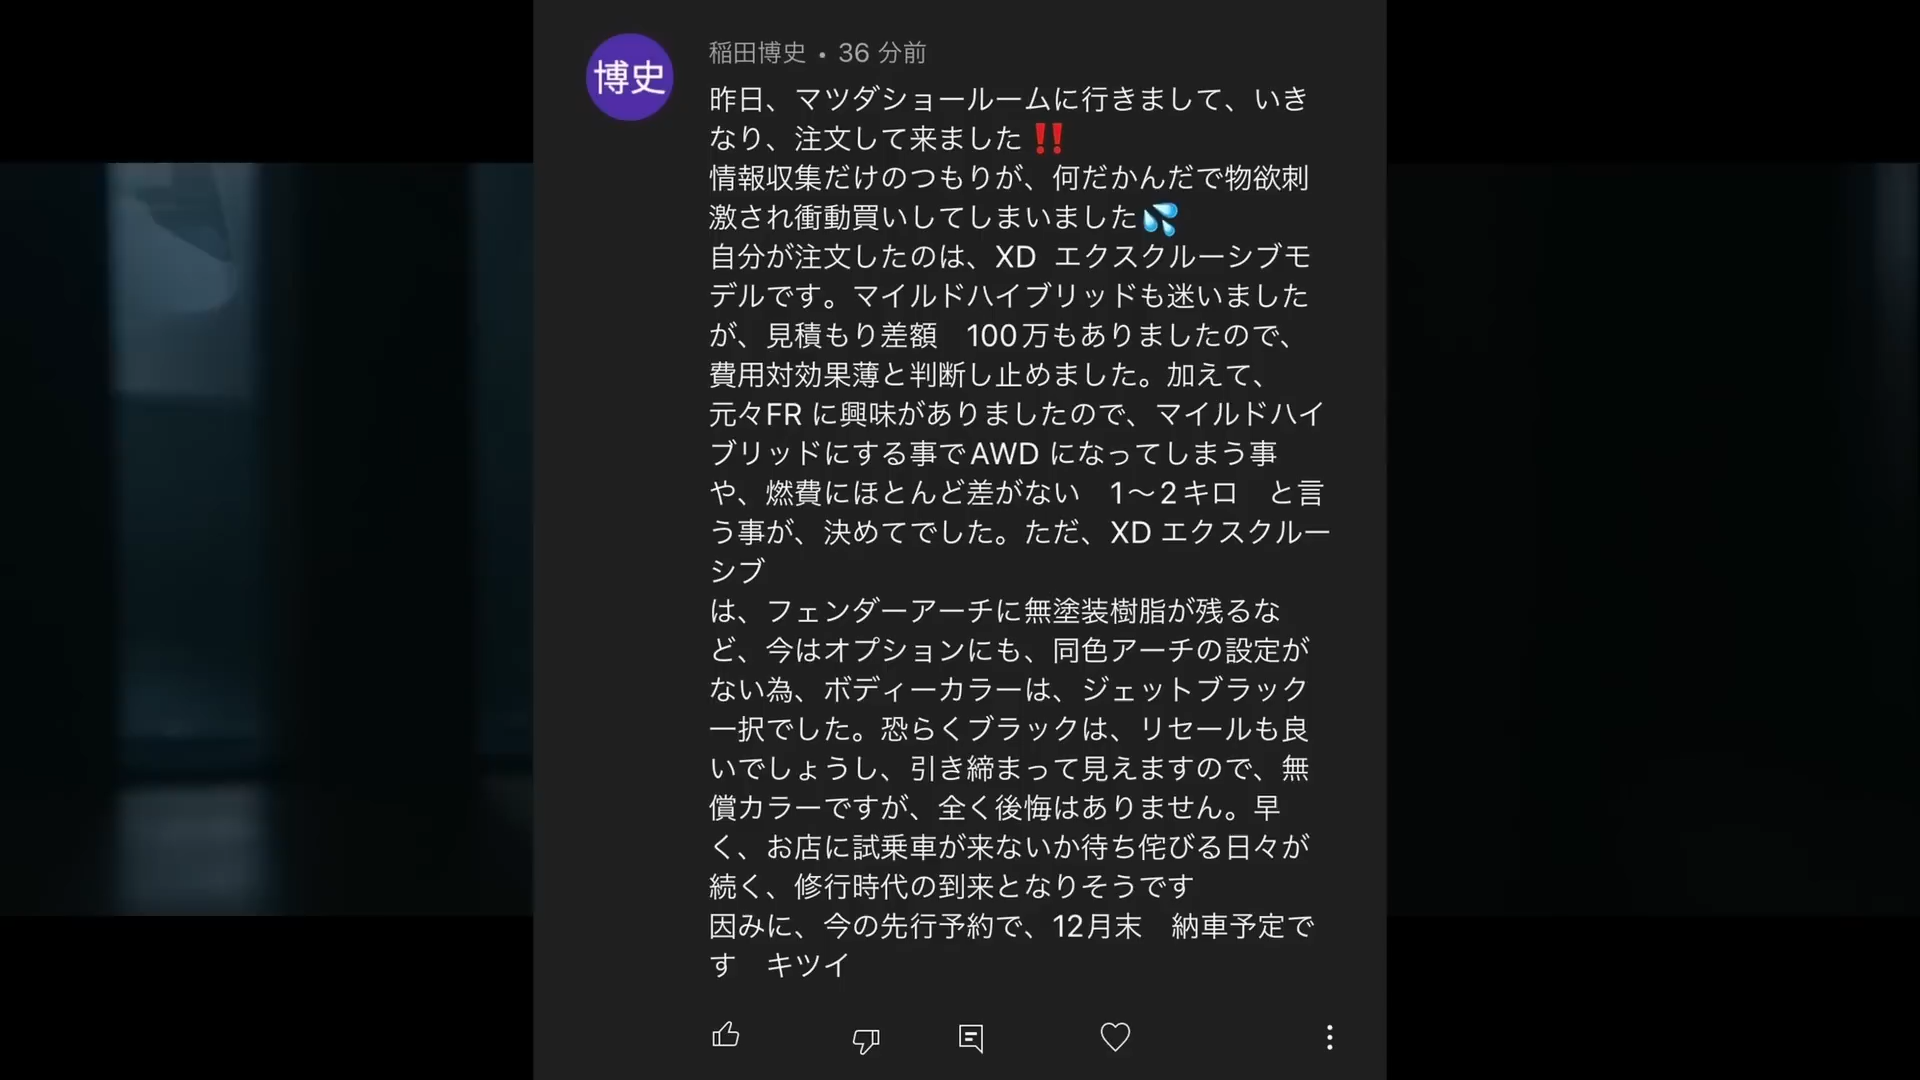 博史
稲田博史 • 36 分前
昨日、マツダショールームに行きまして、いき
なり、注文して来ました‼️
情報収集だけのつもりが、何だかんだで物欲刺
激され衝動買いしてしまいました💦
自分が注文したのは、XD エクスクルーシブモ
デルです。マイルドハイブリッドも迷いました
が、見積もり差額　100万もありましたので、
費用対効果薄と判断し止めました。加えて、
元々FR に興味がありましたので、マイルドハイ
ブリッドにする事でAWD になってしまう事
や、燃費にほとんど差がない　1〜2キロ　と言
う事が、決めてでした。ただ、XD エクスクルー
シブ
は、フェンダーアーチに無塗装樹脂が残るな
ど、今はオプションにも、同色アーチの設定が
ない為、ボディーカラーは、ジェットブラック
一択でした。恐らくブラックは、リセールも良
いでしょうし、引き締まって見えますので、無
償カラーですが、全く後悔はありません。早
く、お店に試乗車が来ないか待ち侘びる日々が
続く、修行時代の到来となりそうです
因みに、今の先行予約で、12月末　納車予定で
す　キツイ